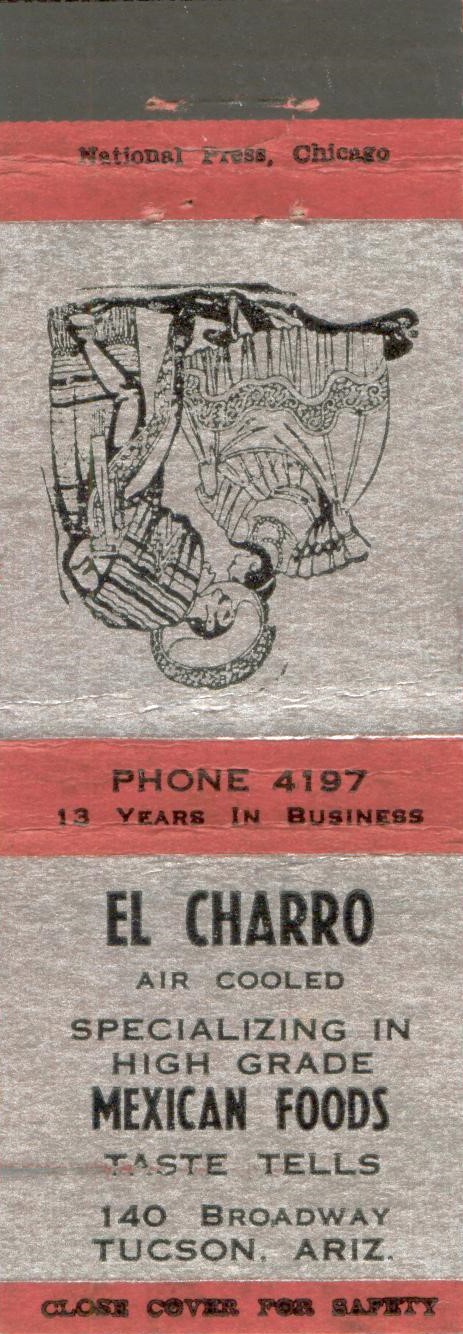 National Press, Chicago
PHONE 4197
13 YEARS IN BUSINESS
EL CHARRO
AIR COOLED
SPECIALIZING IN
HIGH GRADE
MEXICAN FOODS
TASTE TELLS
140 BROADWAY
TUCSON, ARIZ.
CLOSE COVER FOR SAFETY